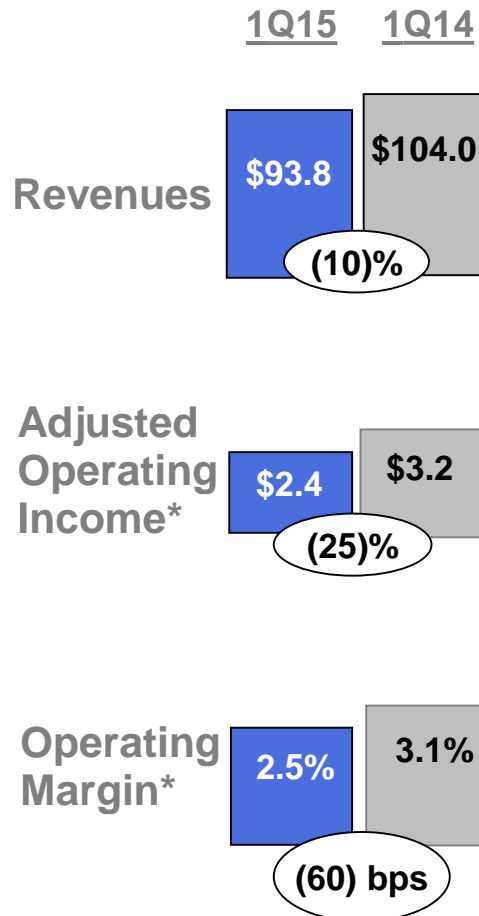 1Q15 1Q14
Revenues $93.8 $104.0
(10)%
Adjusted
Operating
Income* $2.4 $3.2
(25)%
Operating
Margin* 2.5% 3.1%
(60) bps